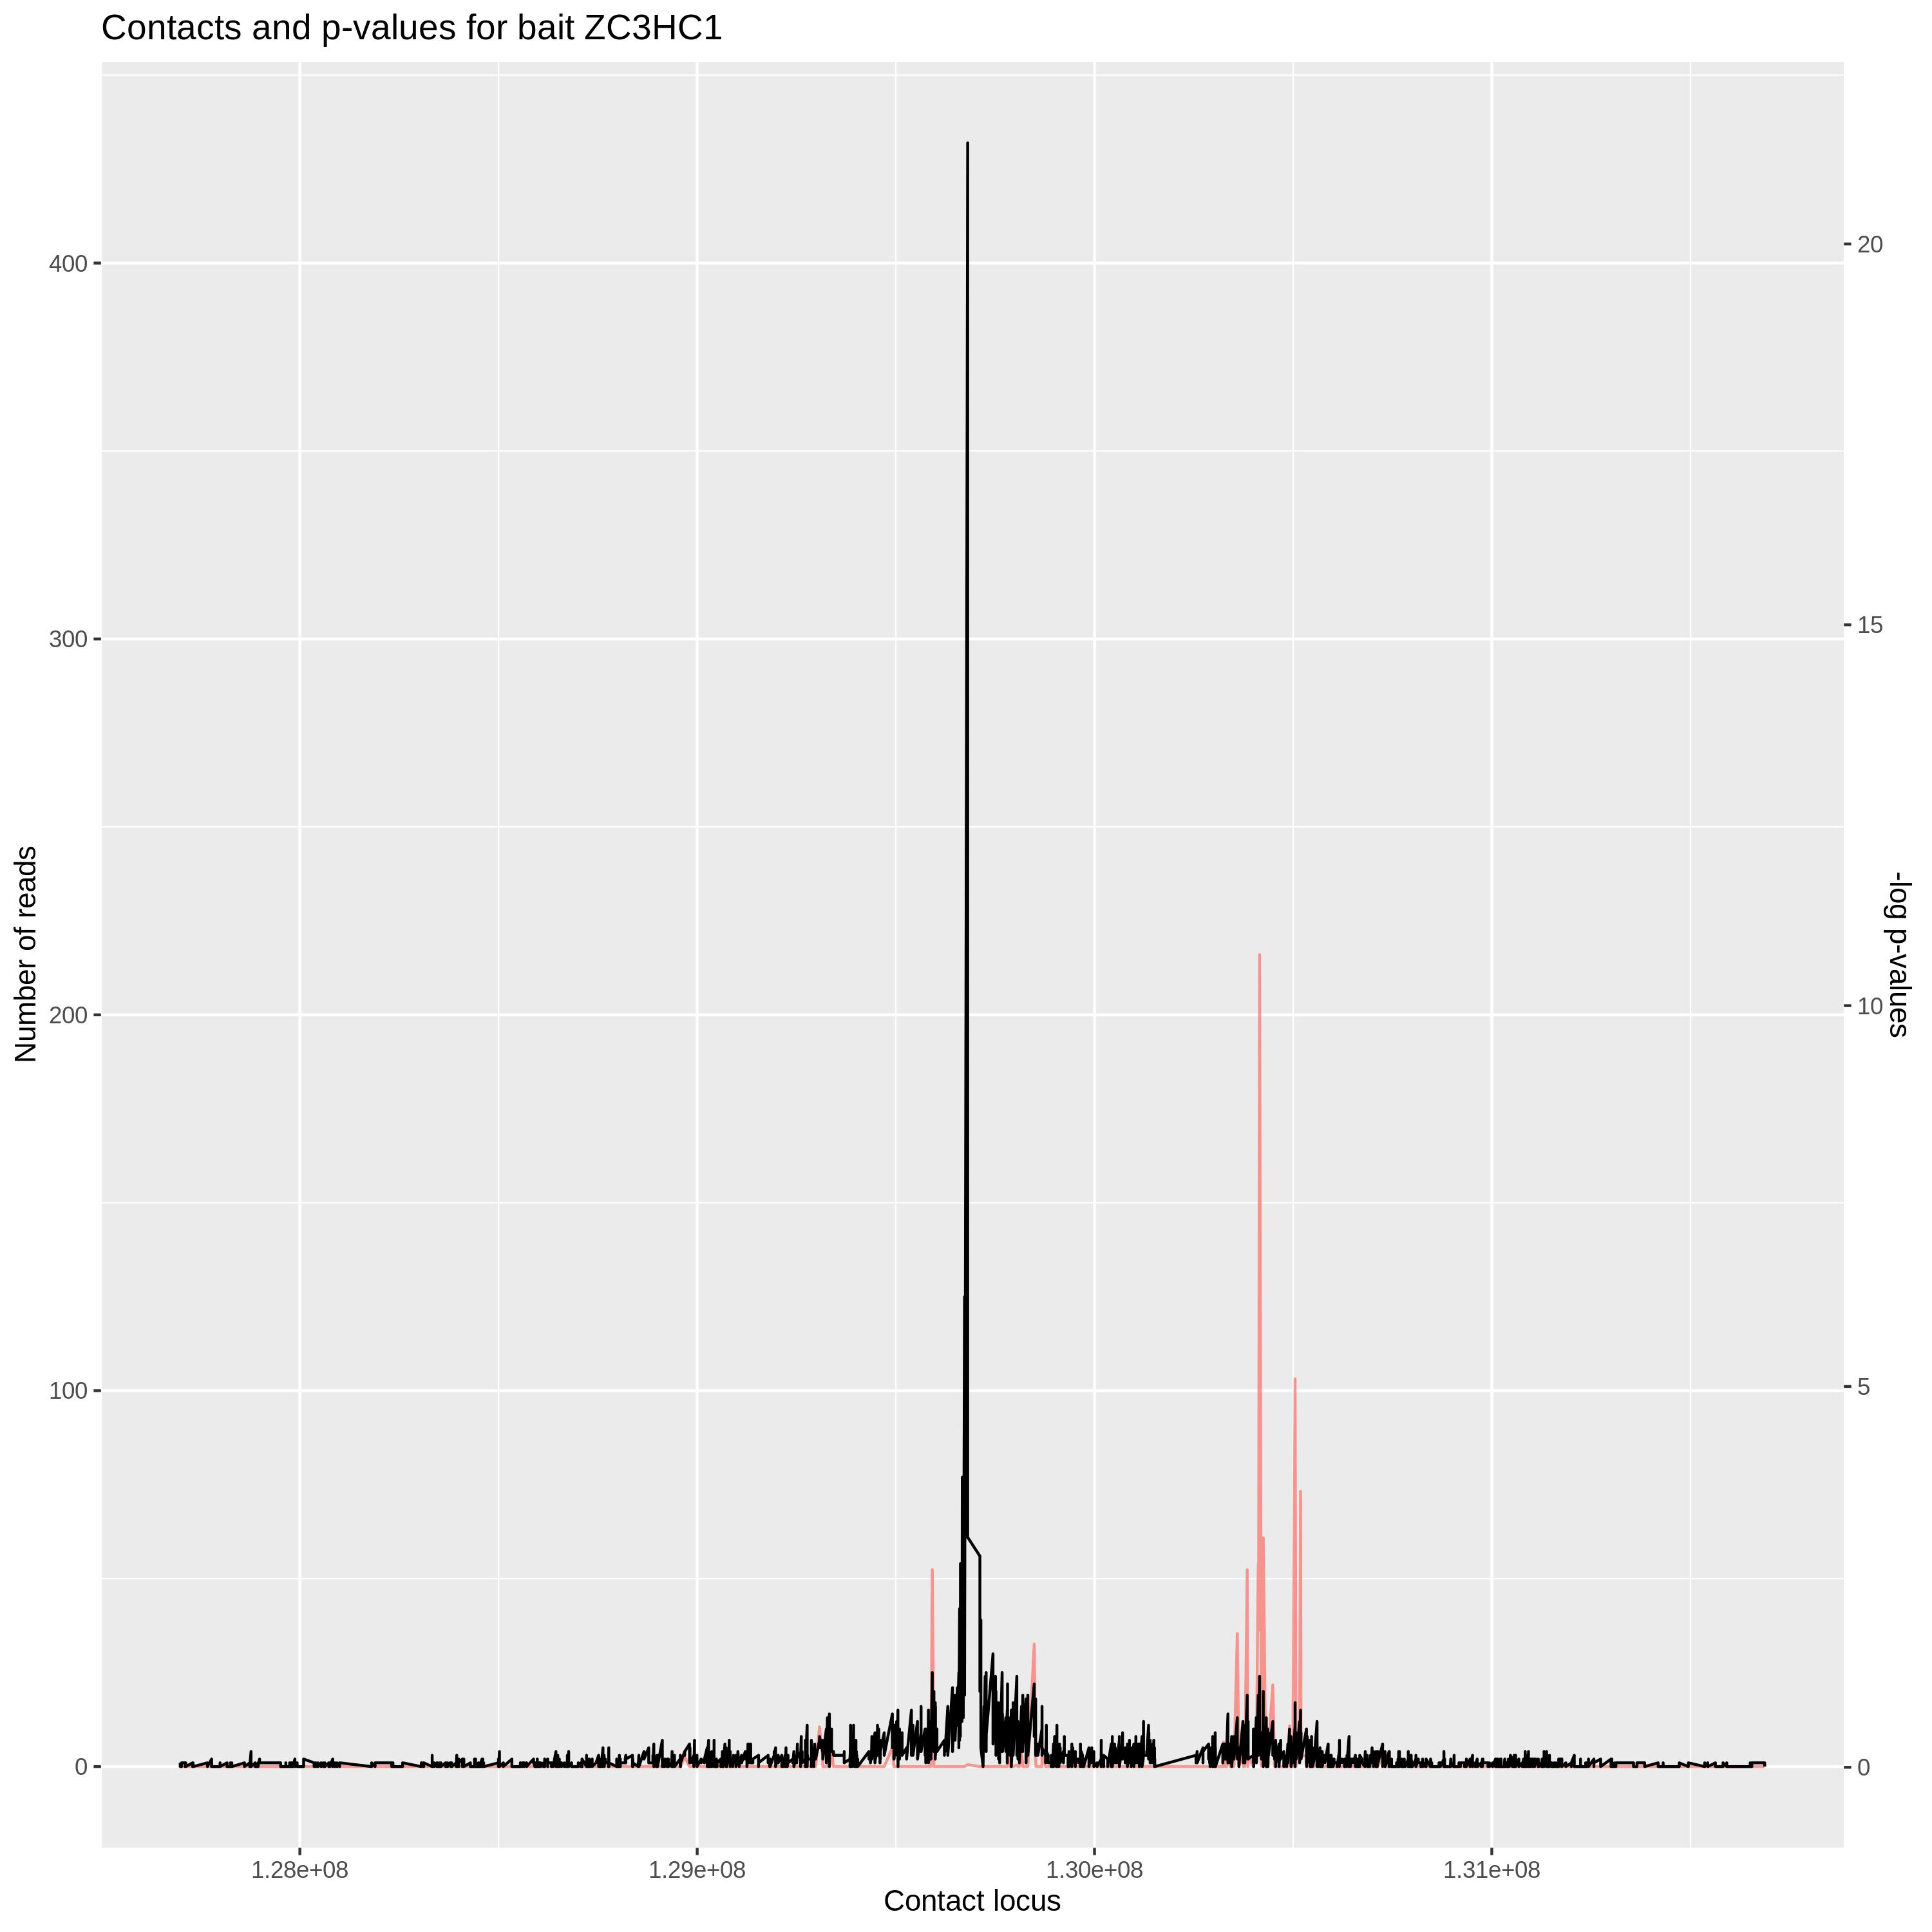 Contacts and p-values for bait ZC3HC1
400
300
200
100
0
Number of reads
20
15
10
5
0
-log p-values
1.28e+08
1.29e+08
1.30e+08
1.31e+08
Contact locus